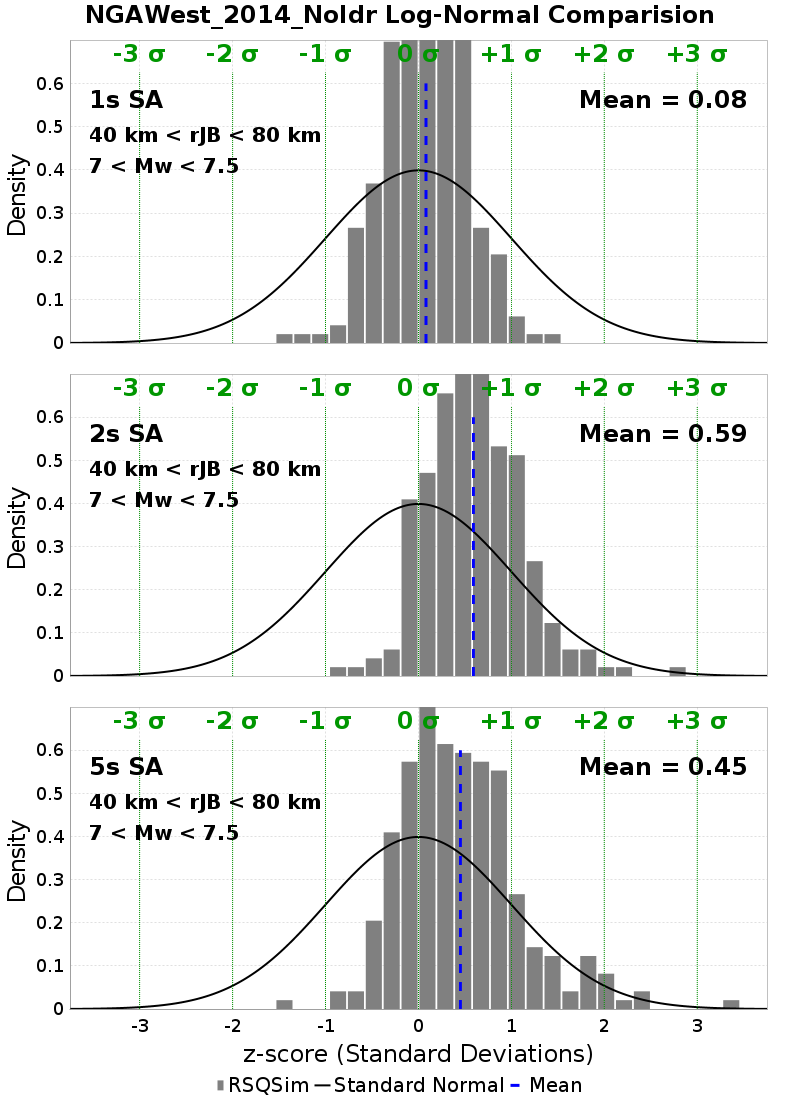 NGAWest_2014_NoIdr Log-Normal Comparision
-3 σ -2 σ -1 σ 0 σ +1 σ +2 σ +3 σ
1s SA Mean = 0.08
40 km < rJB < 80 km
7 < Mw < 7.5
Density
0.6
0.5
0.4
0.3
0.2
0.1
0
-3 σ -2 σ -1 σ 0 σ +1 σ +2 σ +3 σ
2s SA Mean = 0.59
40 km < rJB < 80 km
7 < Mw < 7.5
Density
0.6
0.5
0.4
0.3
0.2
0.1
0
-3 σ -2 σ -1 σ 0 σ +1 σ +2 σ +3 σ
5s SA Mean = 0.45
40 km < rJB < 80 km
7 < Mw < 7.5
Density
0.6
0.5
0.4
0.3
0.2
0.1
0
-3 -2 -1 0 1 2 3
z-score (Standard Deviations)
RSQSim Standard Normal Mean